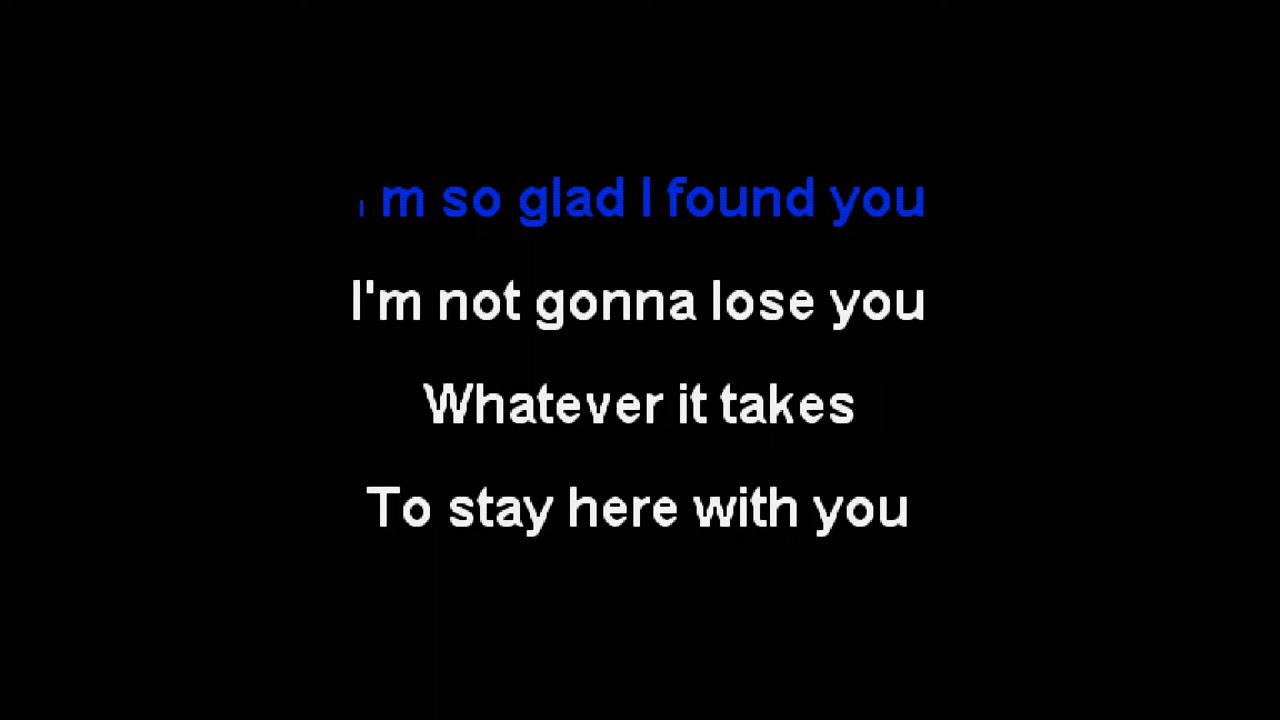 I'm so glad I found you
I'm not gonna lose you
Whatever it takes
To stay here with you